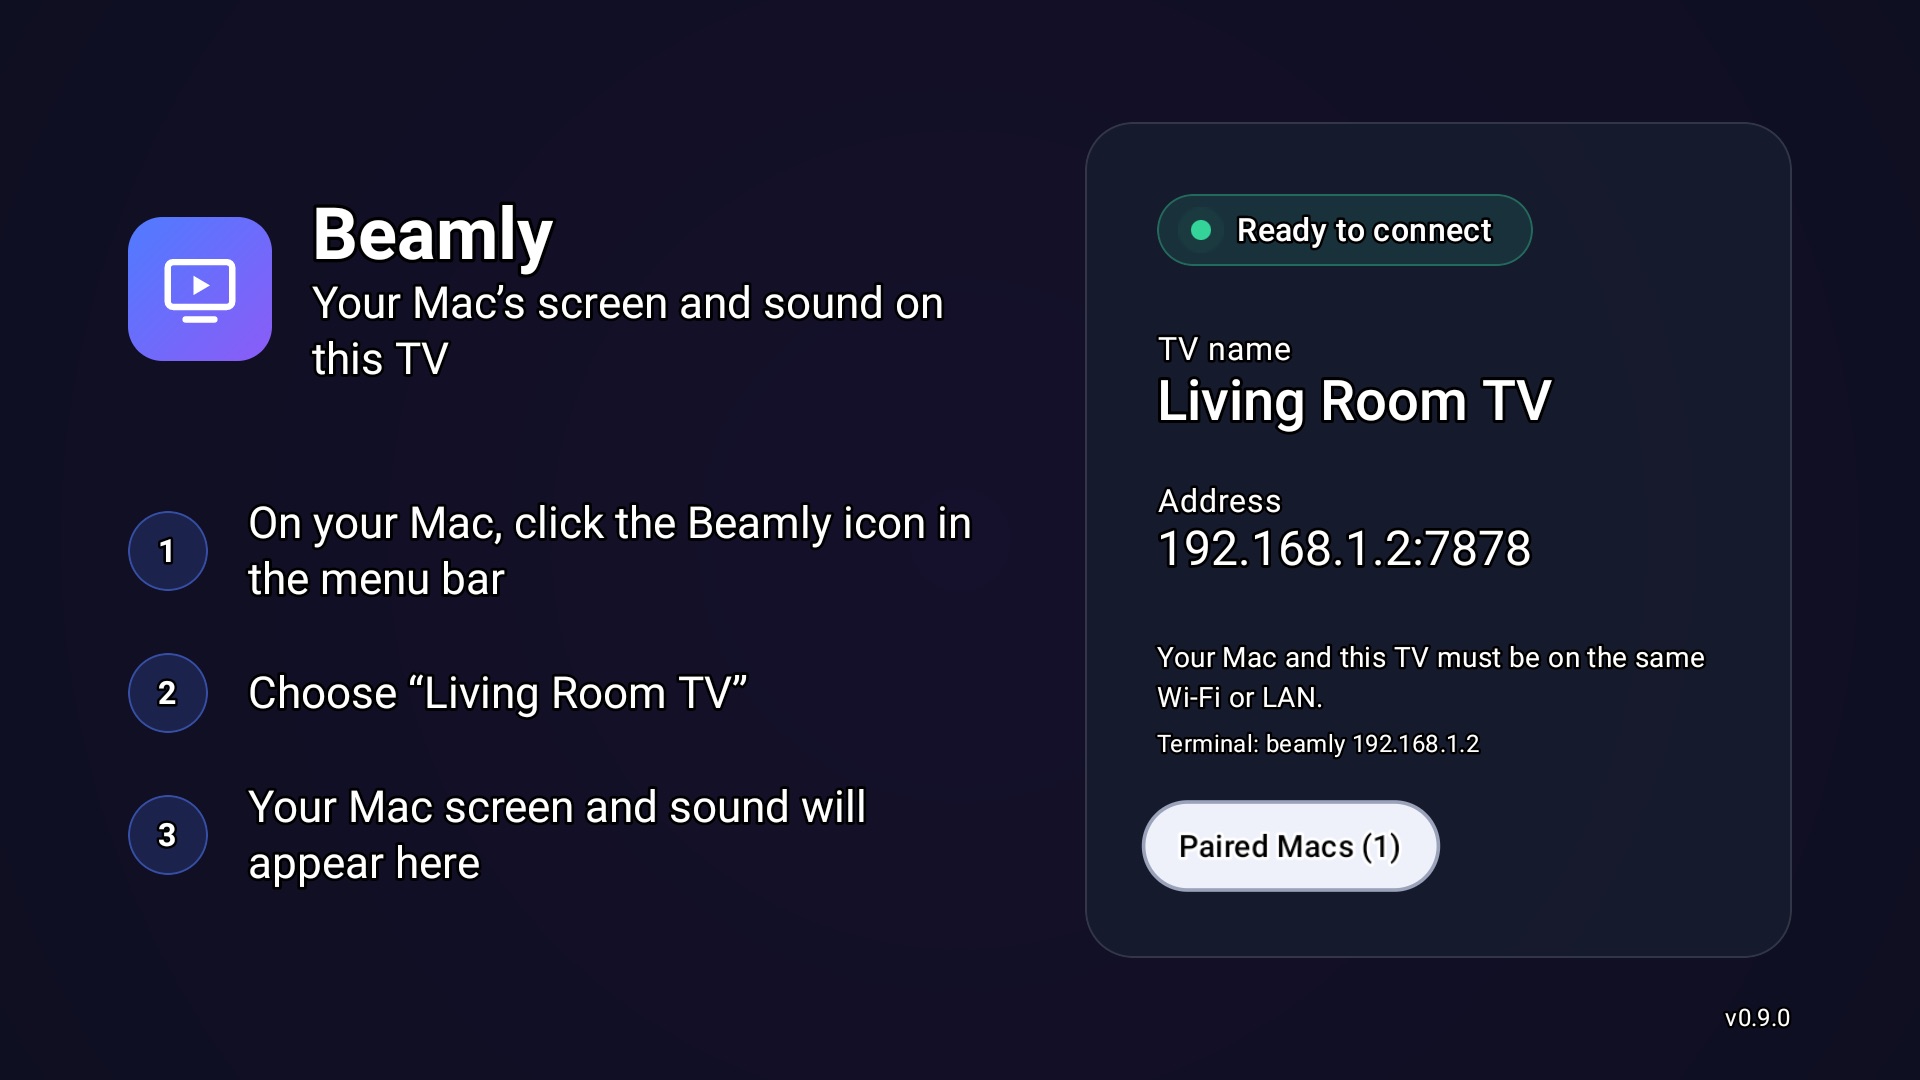 Beamly
Your Mac’s screen and sound on
this TV
1
On your Mac, click the Beamly icon in
the menu bar
2
Choose “Living Room TV”
3
Your Mac screen and sound will
appear here
Ready to connect
TV name
Living Room TV
Address
192.168.1.2:7878
Your Mac and this TV must be on the same
Wi-Fi or LAN.
Terminal: beamly 192.168.1.2
Paired Macs (1)
v0.9.0